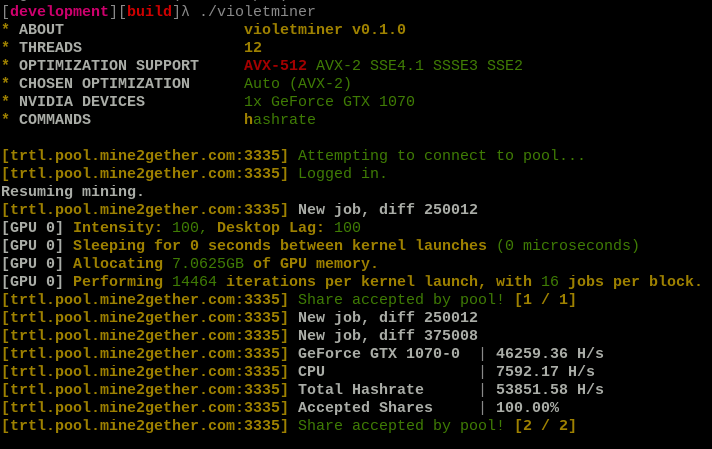 [development][build]λ ./violetminer
* ABOUT violetminer v0.1.0
* THREADS 12
* OPTIMIZATION SUPPORT AVX-512 AVX-2 SSE4.1 SSSE3 SSE2
* CHOSEN OPTIMIZATION Auto (AVX-2)
* NVIDIA DEVICES 1x GeForce GTX 1070
* COMMANDS hashrate
[trtl.pool.mine2gether.com:3335] Attempting to connect to pool...
[trtl.pool.mine2gether.com:3335] Logged in.
Resuming mining.
[trtl.pool.mine2gether.com:3335] New job, diff 250012
[GPU 0] Intensity: 100, Desktop Lag: 100
[GPU 0] Sleeping for 0 seconds between kernel launches (0 microseconds)
[GPU 0] Allocating 7.0625GB of GPU memory.
[GPU 0] Performing 14464 iterations per kernel launch, with 16 jobs per block.
[trtl.pool.mine2gether.com:3335] Share accepted by pool! [1 / 1]
[trtl.pool.mine2gether.com:3335] New job, diff 250012
[trtl.pool.mine2gether.com:3335] New job, diff 375008
[trtl.pool.mine2gether.com:3335] GeForce GTX 1070-0 | 46259.36 H/s
[trtl.pool.mine2gether.com:3335] CPU | 7592.17 H/s
[trtl.pool.mine2gether.com:3335] Total Hashrate | 53851.58 H/s
[trtl.pool.mine2gether.com:3335] Accepted Shares | 100.00%
[trtl.pool.mine2gether.com:3335] Share accepted by pool! [2 / 2]